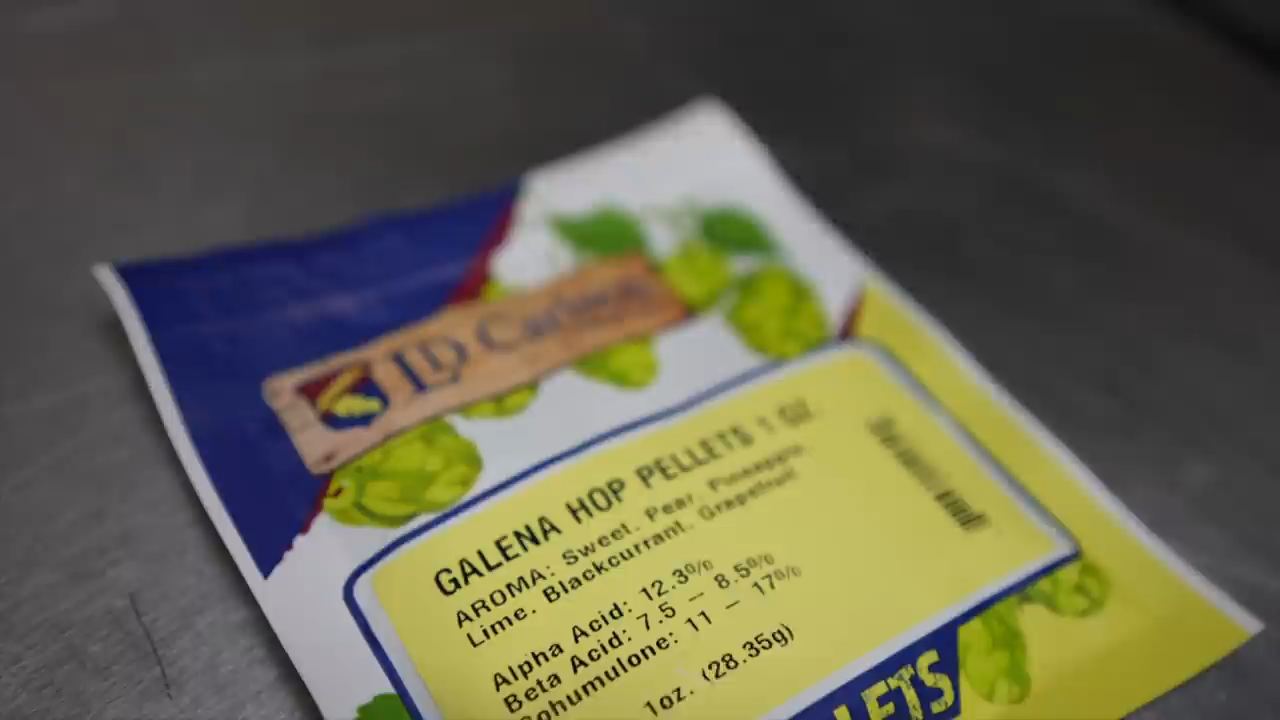 LD Carlson
GALENA HOP PELLETS 1 OZ.
AROMA: Sweet, Pear, Pineapple,
Lime, Blackcurrant, Grapefruit
Alpha Acid: 12.3%
Beta Acid: 7.5 – 8.5%
Cohumulone: 11 – 17%
1oz. (28.35g)
LETS